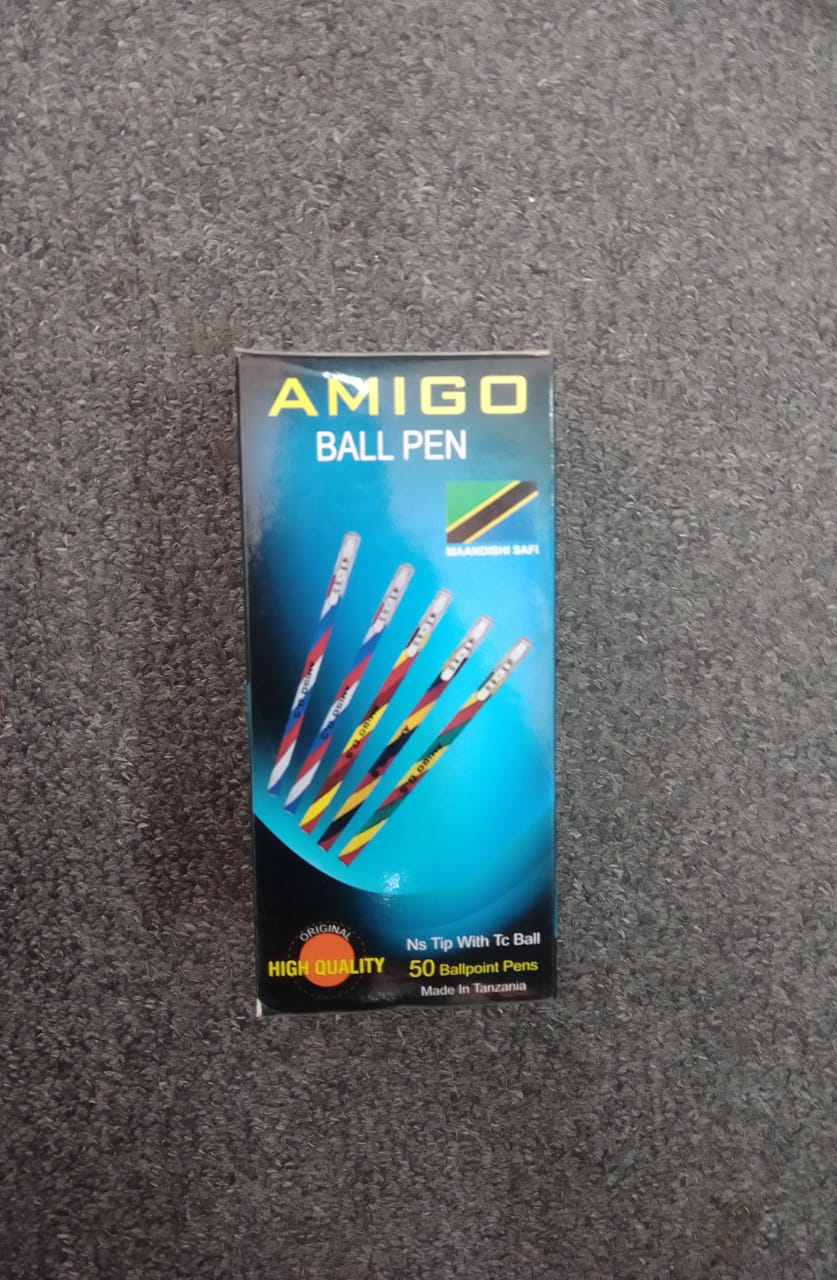 AMIGO
BALL PEN
MAANDISHI SAFI
ORIGINAL
HIGH QUALITY
Ns Tip With Tc Ball
50 Ballpoint Pens
Made In Tanzania